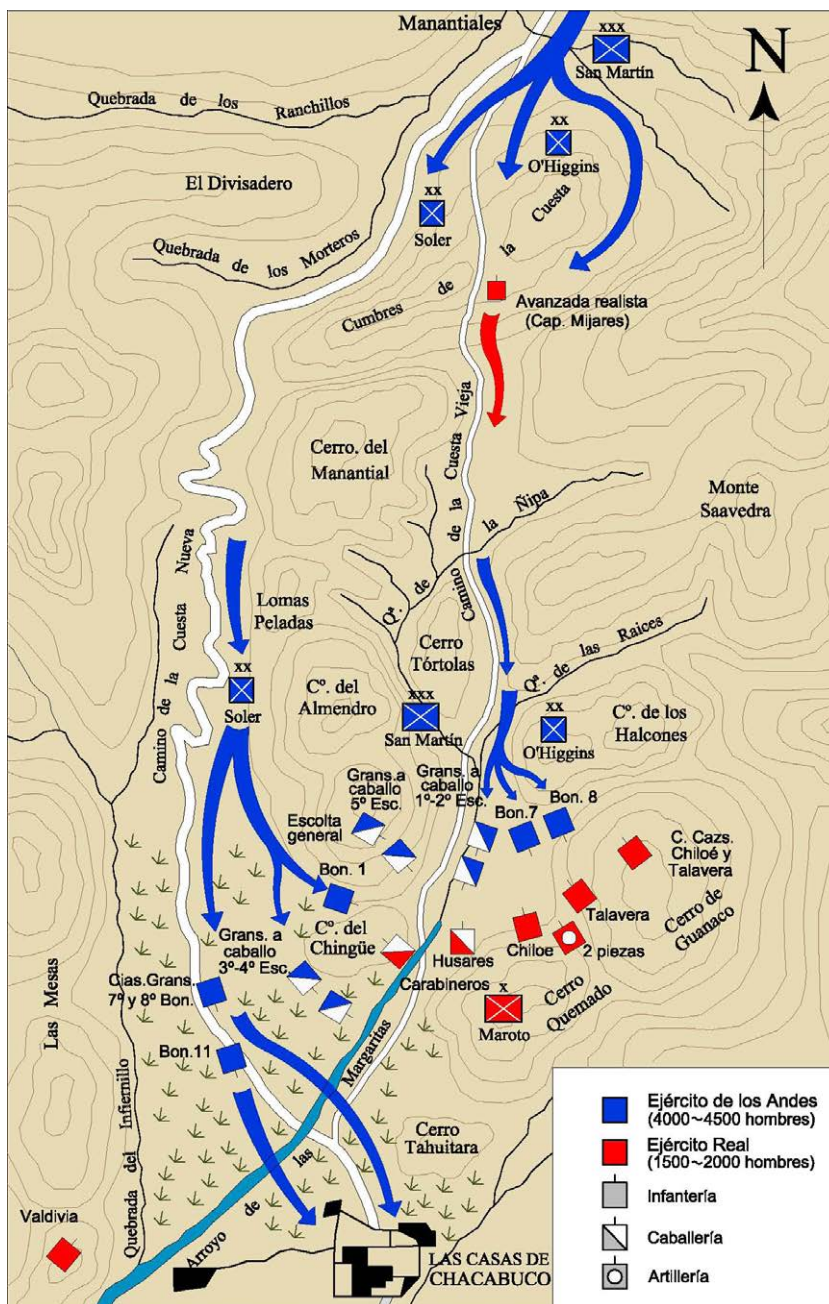 Manantiales
xxx
San Martín
N
Quebrada de los Ranchillos
xx
O'Higgins
El Divisadero
xx
Soler
Quebrada de los Morteros
Cumbres de la Cuesta
Avanzada realista
(Cap. Mijares)
Cerro. del
Manantial
Camino de la Cuesta Vieja
Qª. de la Ñipa
Monte
Saavedra
Camino de la Cuesta Nueva
Lomas
Peladas
Cerro
Tórtolas
Qª. de las Raices
xx
Soler
Cº. del
Almendro
xxx
San Martín
xx
O'Higgins
Cº. de los
Halcones
Grans.a
caballo
5º Esc.
Grans. a
caballo
1º-2º Esc.
Bon.7
Bon. 8
Escolta
general
Bon. 1
C. Cazs.
Chiloé y
Talavera
Talavera
Cerro de Guanaco
Cº. del
Chingüe
Grans. a
caballo
3º-4º Esc.
Husares
Chiloe
2 piezas
Carabineros
Cias.Grans.
7º y 8º Bon.
x
Maroto
Cerro
Quemado
Las Mesas
Bon.11
Quebrada del Infiernillo
Arroyo de las Margaritas
Cerro
Tahuitara
Valdivia
LAS CASAS DE
CHACABUCO
Ejército de los Andes
(4000~4500 hombres)
Ejército Real
(1500~2000 hombres)
Infantería
Caballería
Artillería